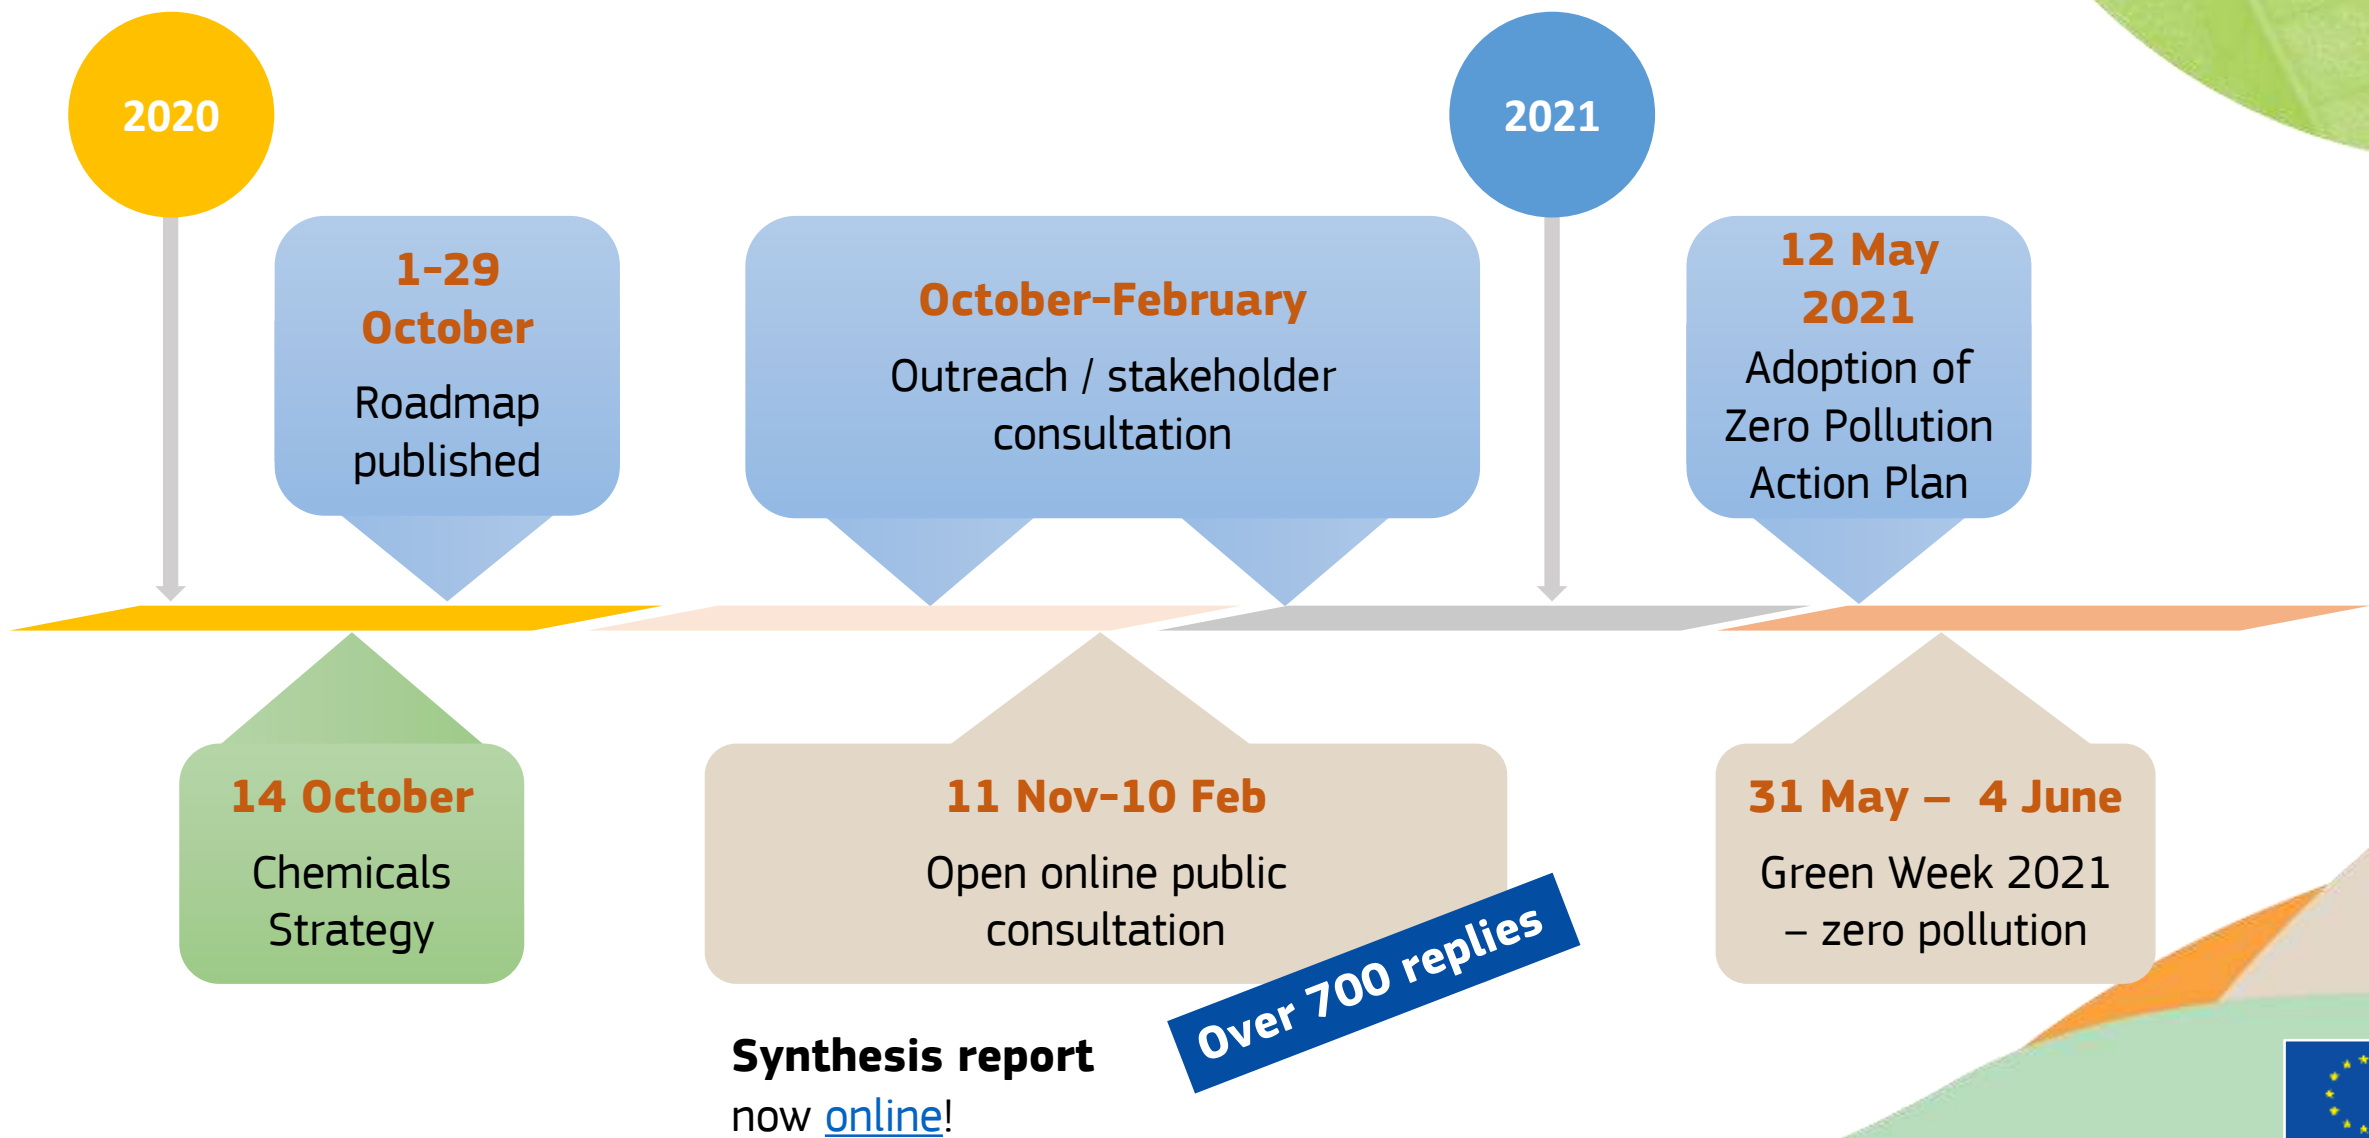 2020
2021
1-29
October
Roadmap
published
October-February
Outreach / stakeholder
consultation
12 May
2021
Adoption of
Zero Pollution
Action Plan
14 October
Chemicals
Strategy
11 Nov-10 Feb
Open online public
consultation
Over 700 replies
31 May – 4 June
Green Week 2021
– zero pollution
Synthesis report
now online!